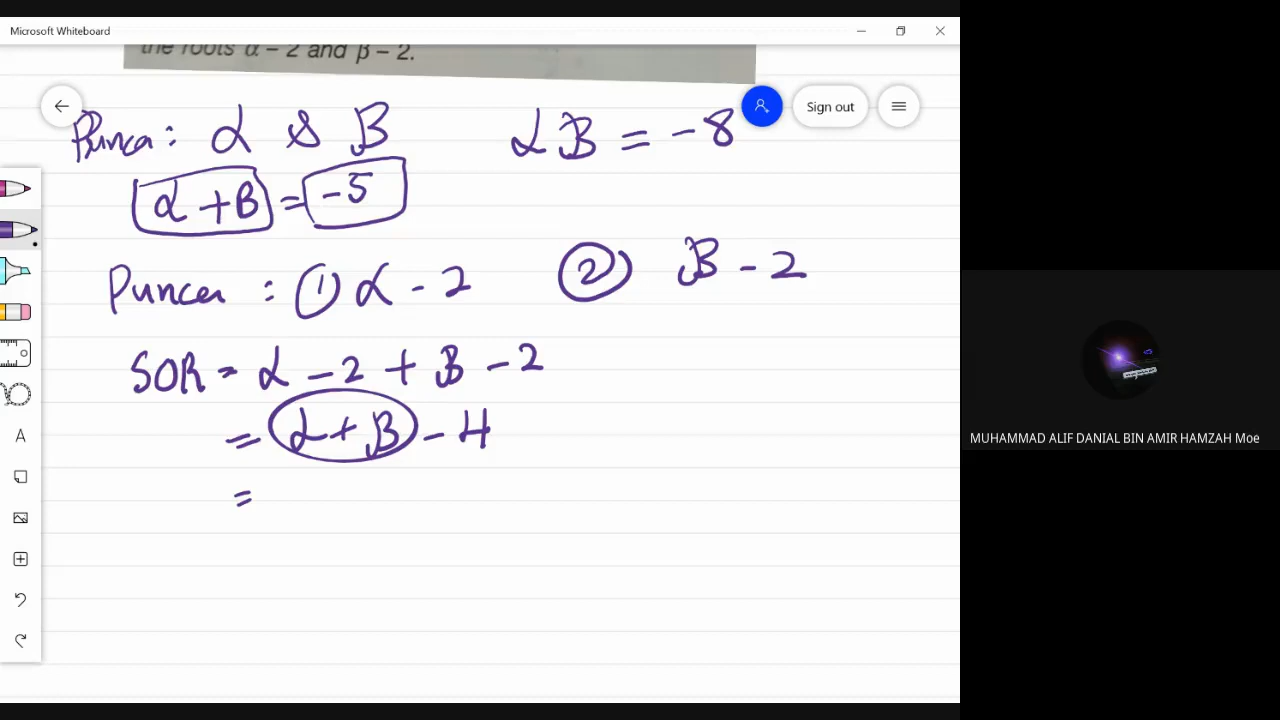 Microsoft Whiteboard
the roots α – 2 and β – 2.
Sign out
Punca : α & β
αβ = -8
α + β = -5
Punca : ① α - 2
② β - 2
SOR = α - 2 + β - 2
= α + β - 4
=
A
MUHAMMAD ALIF DANIAL BIN AMIR HAMZAH Moe